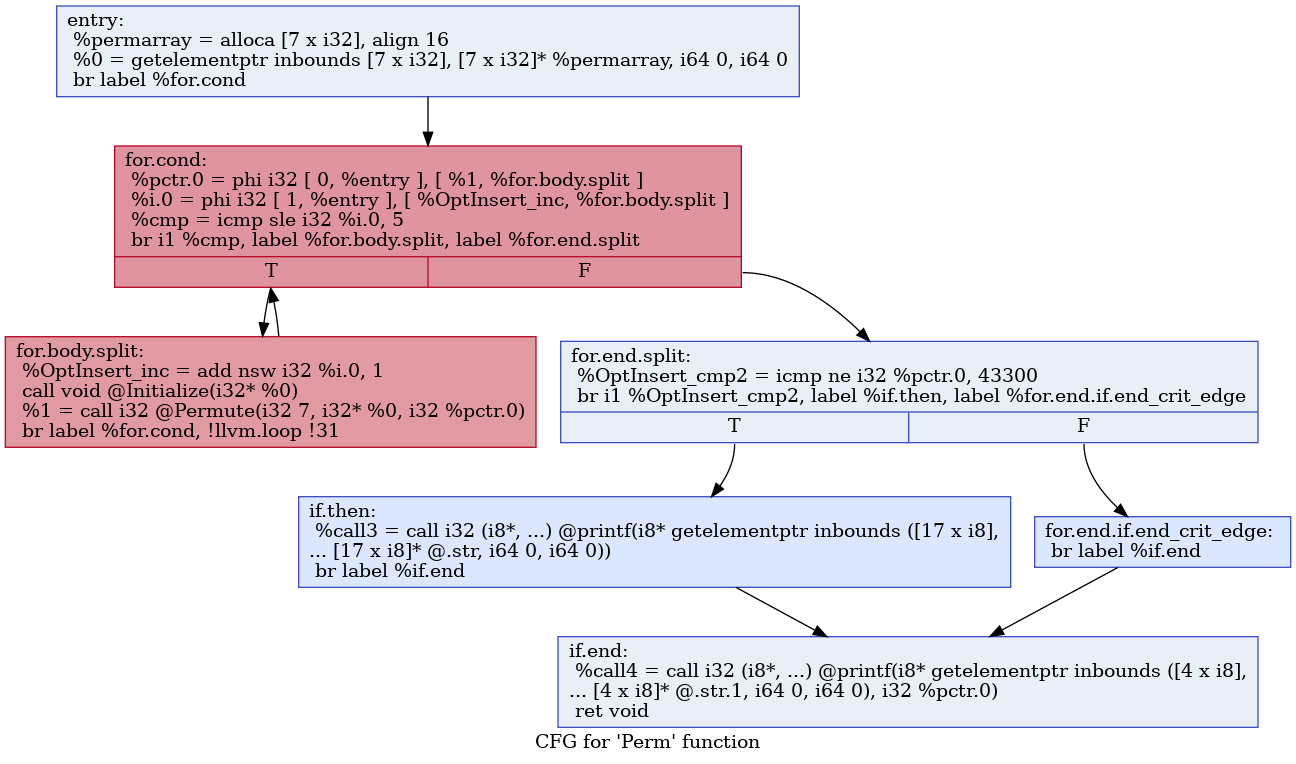 entry:
%permarray = alloca [7 x i32], align 16
%0 = getelementptr inbounds [7 x i32], [7 x i32]* %permarray, i64 0, i64 0
br label %for.cond
for.cond:
%pctr.0 = phi i32 [ 0, %entry ], [ %1, %for.body.split ]
%i.0 = phi i32 [ 1, %entry ], [ %OptInsert_inc, %for.body.split ]
%cmp = icmp sle i32 %i.0, 5
br i1 %cmp, label %for.body.split, label %for.end.split
T F
for.body.split:
%OptInsert_inc = add nsw i32 %i.0, 1
call void @Initialize(i32* %0)
%1 = call i32 @Permute(i32 7, i32* %0, i32 %pctr.0)
br label %for.cond, !llvm.loop !31
for.end.split:
%OptInsert_cmp2 = icmp ne i32 %pctr.0, 43300
br i1 %OptInsert_cmp2, label %if.then, label %for.end.if.end_crit_edge
T F
if.then:
%call3 = call i32 (i8*, ...) @printf(i8* getelementptr inbounds ([17 x i8],
... [17 x i8]* @.str, i64 0, i64 0))
br label %if.end
for.end.if.end_crit_edge:
br label %if.end
if.end:
%call4 = call i32 (i8*, ...) @printf(i8* getelementptr inbounds ([4 x i8],
... [4 x i8]* @.str.1, i64 0, i64 0), i32 %pctr.0)
ret void
CFG for 'Perm' function